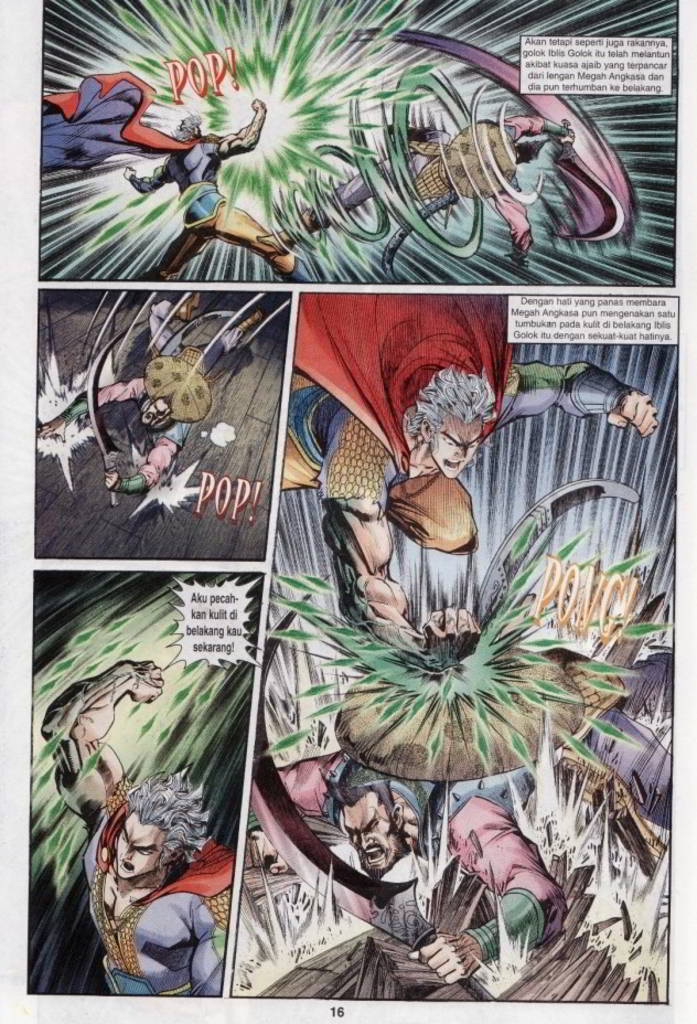 Akan tetapi seperti juga rakannya,
golok Iblis Golok itu telah melantun
akibat kuasa ajaib yang terpancar
dari lengan Megah Angkasa dan
dia pun terhumban ke belakang.
POP!
POP!
Dengan hati yang panas membara
Megah Angkasa pun mengenakan satu
tumbukan pada kulit di belakang Iblis
Golok itu dengan sekuat-kuat hatinya.
Aku pecah-
kan kulit di
belakang kau
sekarang!
16